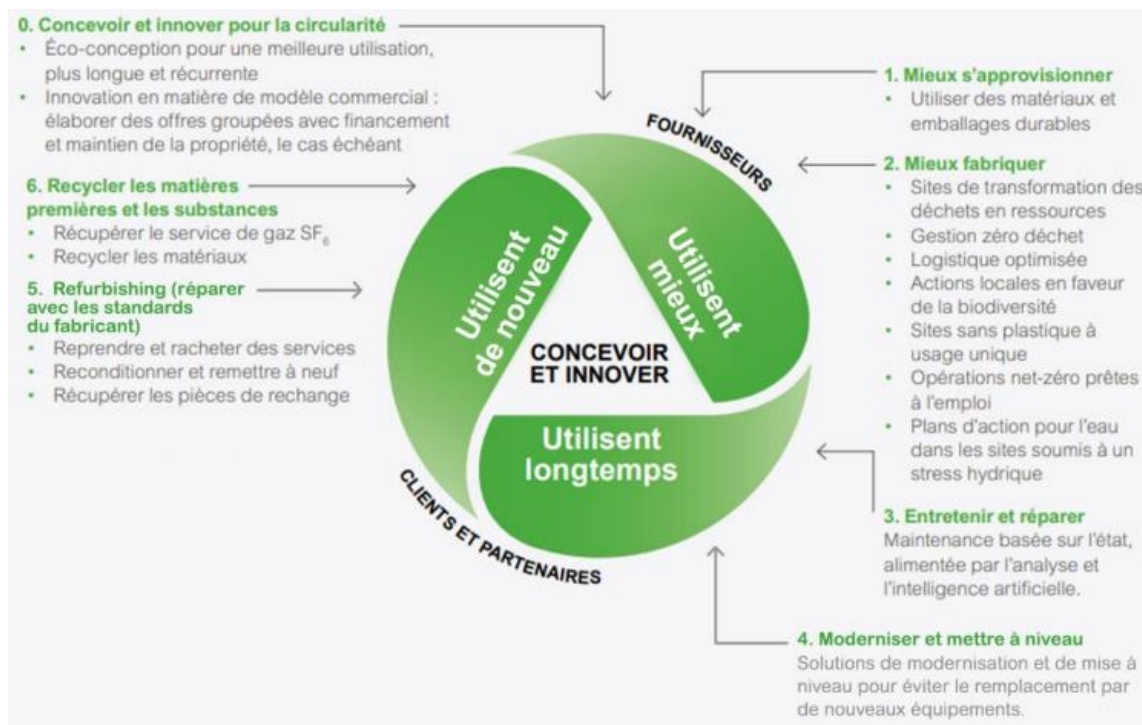 0. Concevoir et innover pour la circularité
• Éco-conception pour une meilleure utilisation,
plus longue et récurrente
• Innovation en matière de modèle commercial :
élaborer des offres groupées avec financement
et maintien de la propriété, le cas échéant
6. Recycler les matières
premières et les substances
• Récupérer le service de gaz SF₆
• Recycler les matériaux
5. Refurbishing (réparer
avec les standards
du fabricant)
• Reprendre et racheter des services
• Reconditionner et remettre à neuf
• Récupérer les pièces de rechange
FOURNISSEURS
Utilisent
de nouveau
Utilisent
mieux
CONCEVOIR
ET INNOVER
Utilisent
longtemps
CLIENTS ET PARTENAIRES
1. Mieux s'approvisionner
• Utiliser des matériaux et
emballages durables
2. Mieux fabriquer
• Sites de transformation des
déchets en ressources
• Gestion zéro déchet
• Logistique optimisée
• Actions locales en faveur
de la biodiversité
• Sites sans plastique à
usage unique
• Opérations net-zéro prêtes
à l'emploi
• Plans d'action pour l'eau
dans les sites soumis à un
stress hydrique
3. Entretenir et réparer
Maintenance basée sur l'état,
alimentée par l'analyse et
l'intelligence artificielle.
4. Moderniser et mettre à niveau
Solutions de modernisation et de mise à
niveau pour éviter le remplacement par
de nouveaux équipements.